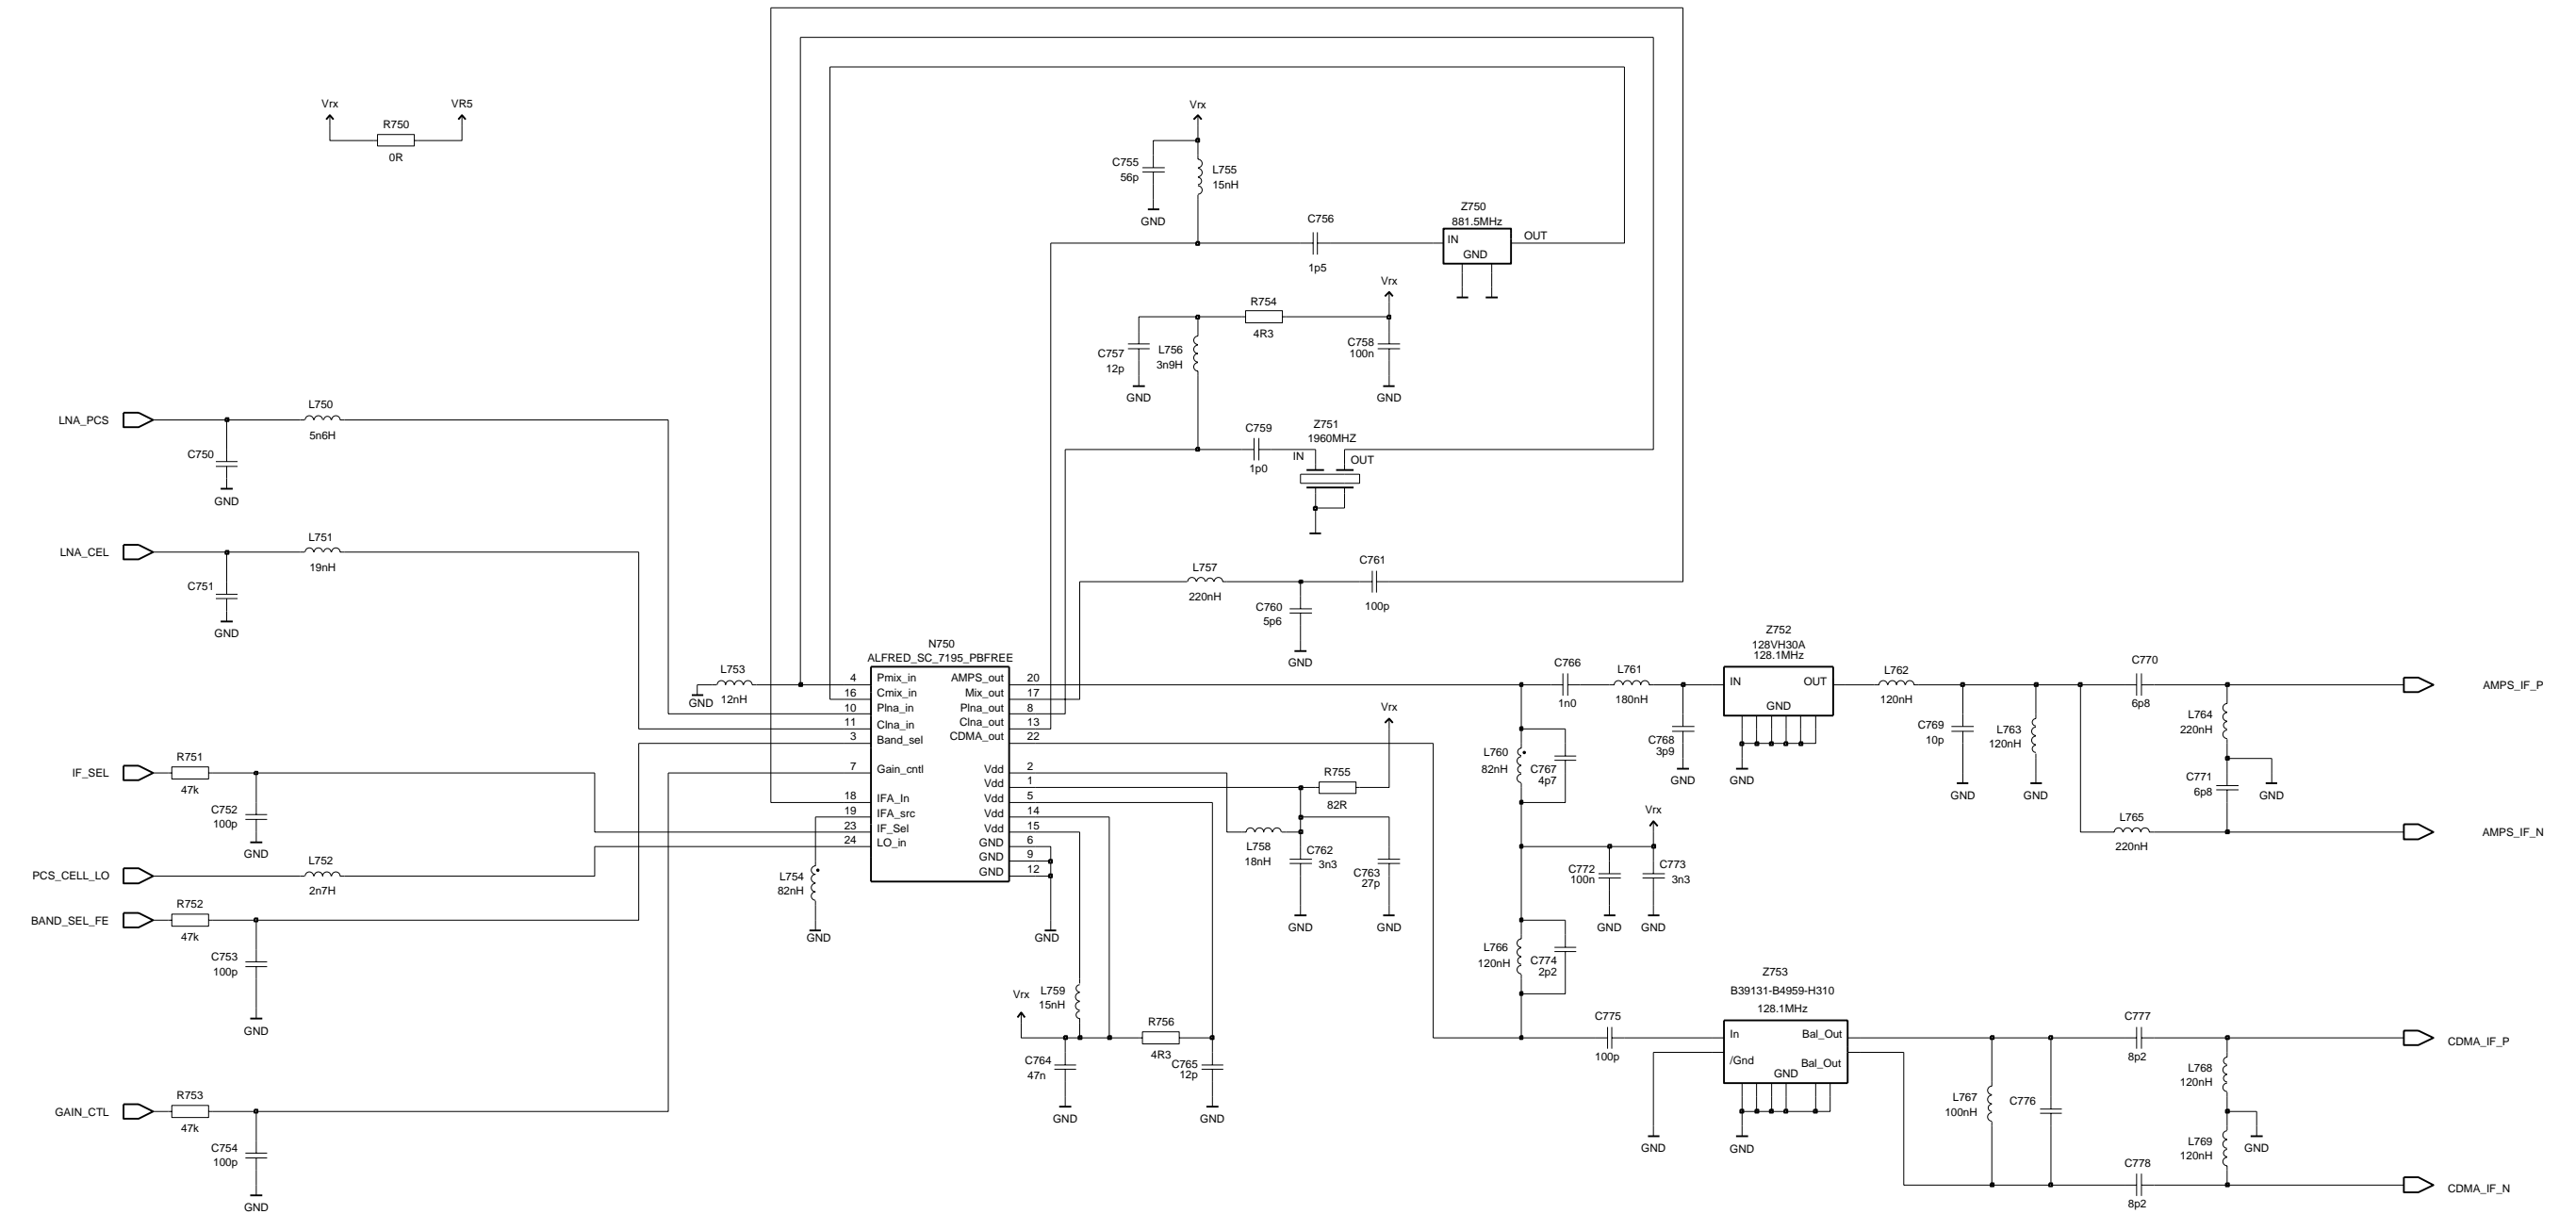 Vrx
VR5
R750
0R
Vrx
C755
56p
L755
15nH
GND
C756
1p5
Z750
881.5MHz
IN
OUT
GND
Vrx
R754
4R3
C757
12p
L756
3n9H
C758
100n
GND
GND
LNA_PCS
L750
5n6H
C750
GND
C759
1p0
Z751
1960MHZ
IN
OUT
LNA_CEL
L751
19nH
C751
GND
L757
220nH
C761
100p
C760
5p6
GND
N750
ALFRED_SC_7195_PBFREE
L753
GND
12nH
4
Pmix_in
AMPS_out
20
16
Cmix_in
Mix_out
17
10
Plna_in
Plna_out
8
11
Clna_in
Clna_out
13
3
Band_sel
CDMA_out
22
7
Gain_cntl
Vdd
2
Vdd
1
18
IFA_In
Vdd
5
19
IFA_src
Vdd
14
23
IF_Sel
Vdd
15
24
LO_in
GND
6
GND
9
GND
12
IF_SEL
R751
47k
C752
100p
GND
PCS_CELL_LO
L752
2n7H
BAND_SEL_FE
R752
47k
C753
100p
GND
GAIN_CTL
R753
47k
C754
100p
GND
L754
82nH
GND
GND
Vrx
R755
82R
L758
18nH
C762
3n3
C763
27p
GND
GND
Vrx
L759
15nH
R756
4R3
C764
47n
C765
12p
GND
GND
C766
1n0
L761
180nH
C768
3p9
GND
L760
82nH
C767
4p7
Vrx
C772
100n
C773
3n3
GND
GND
L766
120nH
C774
2p2
Z752
128VH30A
128.1MHz
IN
OUT
GND
GND
L762
120nH
C769
10p
L763
120nH
GND
GND
C770
6p8
L764
220nH
C771
6p8
GND
L765
220nH
AMPS_IF_P
AMPS_IF_N
C775
100p
GND
Z753
B39131-B4959-H310
128.1MHz
In
Bal_Out
/Gnd
Bal_Out
GND
GND
L767
100nH
C776
C777
8p2
L768
120nH
GND
L769
120nH
C778
8p2
CDMA_IF_P
CDMA_IF_N